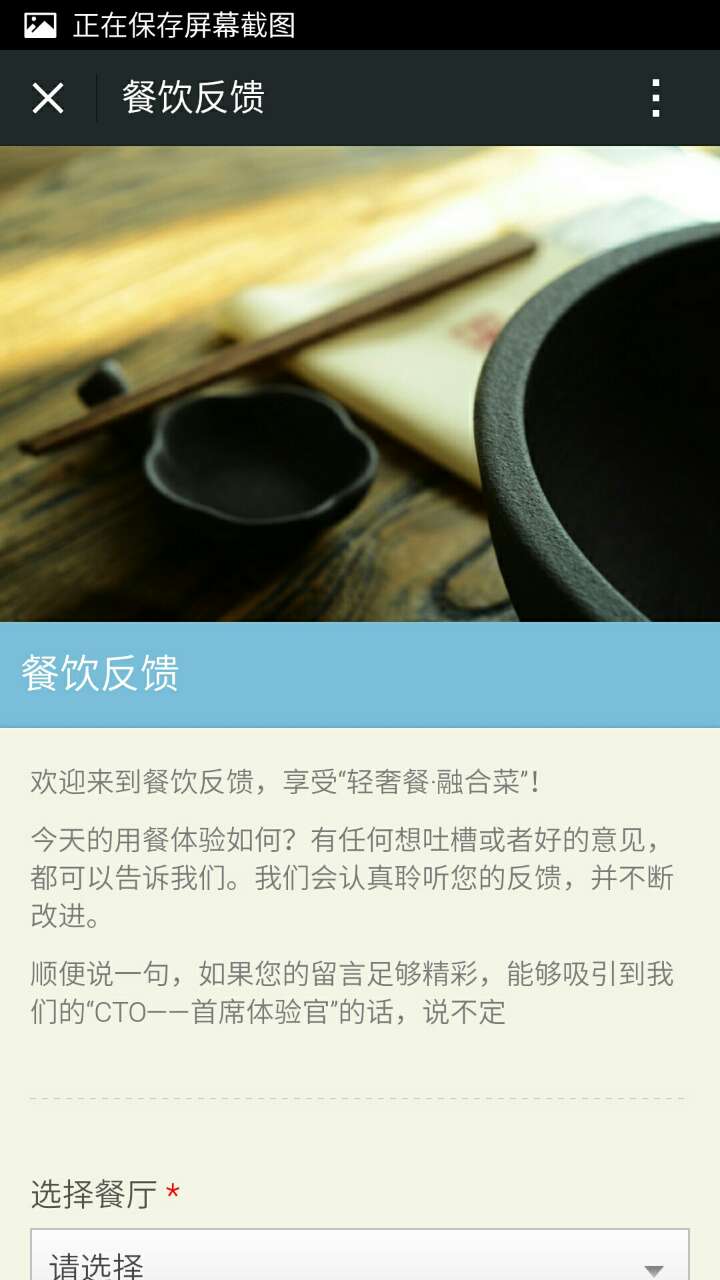 正在保存屏幕截图
餐饮反馈
餐饮反馈
欢迎来到餐饮反馈，享受“轻奢餐·融合菜”！
今天的用餐体验如何？有任何想吐槽或者好的意见，
都可以告诉我们。我们会认真聆听您的反馈，并不断
改进。
顺便说一句，如果您的留言足够精彩，能够吸引到我
们的“CTO——首席体验官”的话，说不定
选择餐厅 *
请选择